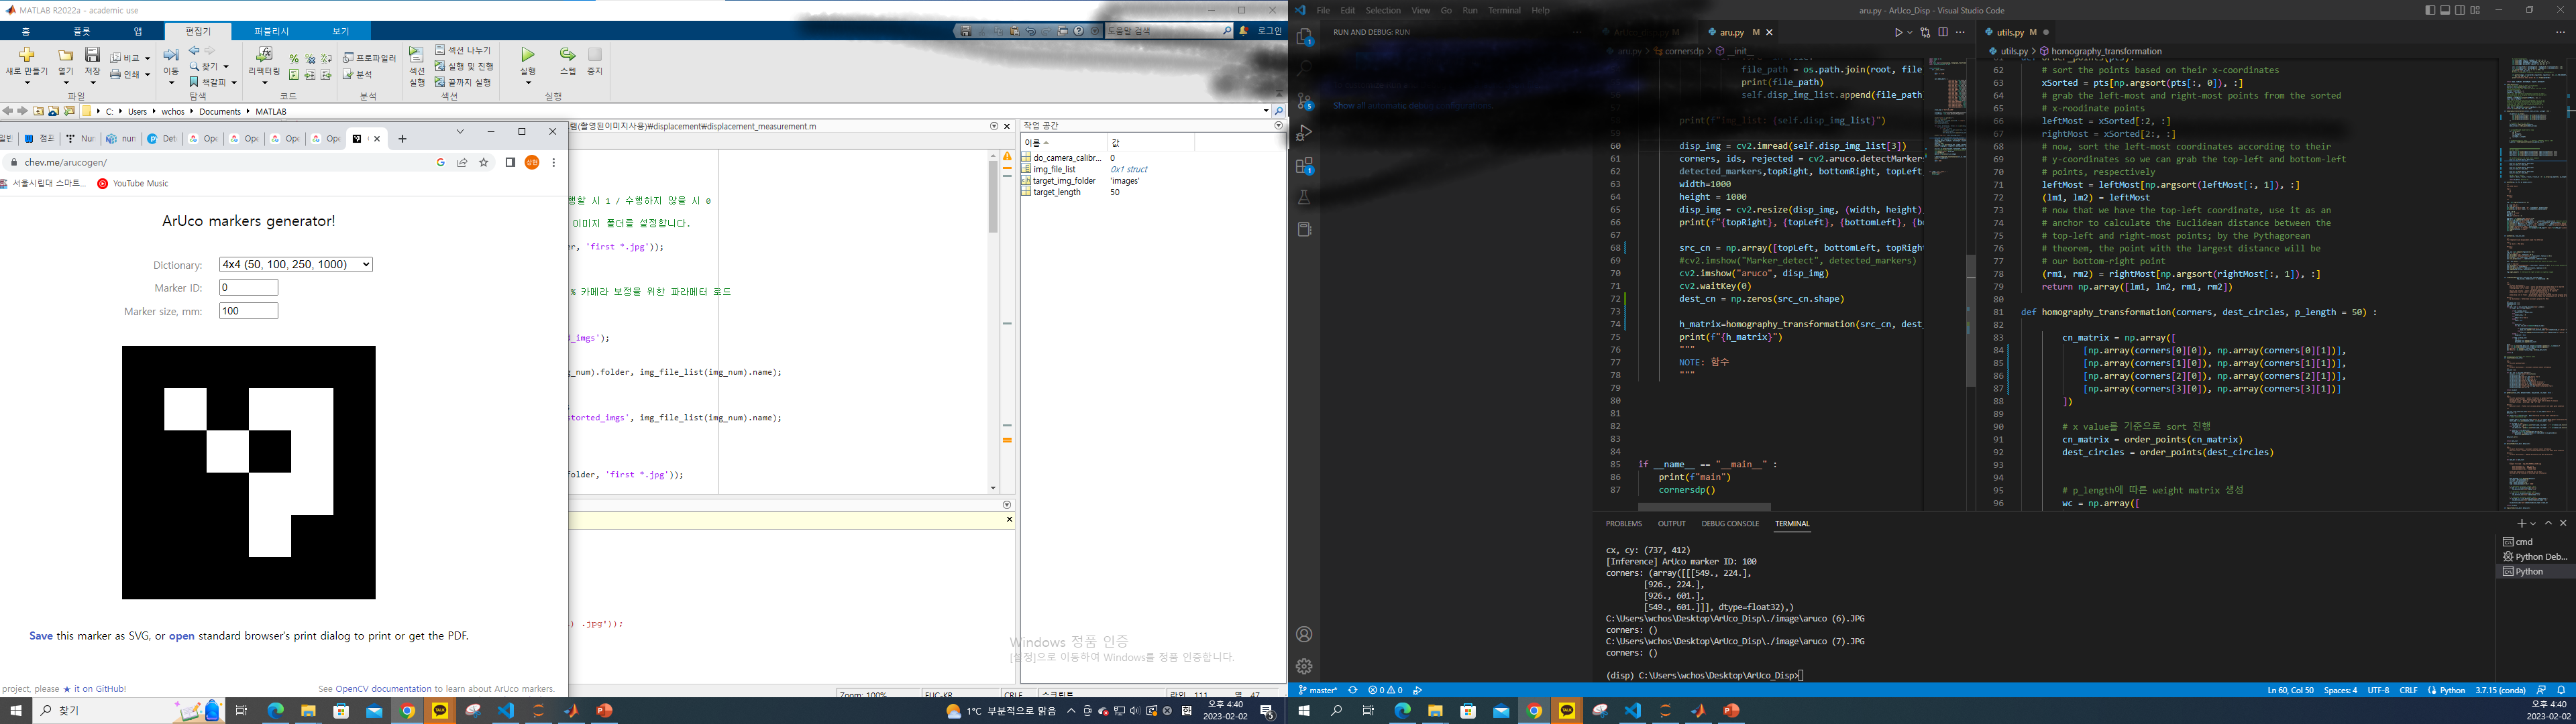 MATLAB R2022a - academic use
홈 플롯 앱 편집기 퍼블리시 보기
도움말 검색 로그인
새로 만들기 열기 저장 비교 인쇄 이동 찾기 책갈피 리팩터링 프로파일러 분석 섹션 실행 섹션 나누기 실행 및 진행 끝까지 실행 실행 스텝 중지
파일 탐색 코드 분석 섹션 실행
C: Users wchos Documents MATLAB
chev.me/arucogen/
서울시립대 스마트... YouTube Music
ArUco markers generator!
Dictionary: 4x4 (50, 100, 250, 1000)
Marker ID: 0
Marker size, mm: 100
Save this marker as SVG, or open standard browser's print dialog to print or get the PDF.
project, please ★ it on GitHub!
See OpenCV documentation to learn about ArUco markers.
램(촬영된이미지사용)₩displacement₩displacement_measurement.m
행할 시 1 / 수행하지 않을 시 0
이미지 폴더를 설정합니다.
er, 'first *.jpg'));
% 카메라 보정을 위한 파라메터 로드
d_imgs');
g_num).folder, img_file_list(img_num).name);
storted_imgs', img_file_list(img_num).name);
folder, 'first *.jpg'));
) .jpg'));
작업 공간
이름 값
do_camera_calibr... 0
img_file_list 0x1 struct
target_img_folder 'images'
target_length 50
Windows 정품 인증
[설정]으로 이동하여 Windows를 정품 인증합니다.
Zoom: 100% EUC-KR CRLF 스크립트 라인 111 열 47
찾기
1°C 부분적으로 맑음
오후 4:40
2023-02-02
File Edit Selection View Go Run Terminal Help
aru.py - ArUco_Disp - Visual Studio Code
RUN AND DEBUG: RUN
Show all automatic debug configurations.
aru.py M
aru.py > cornersdp > __init__
file_path = os.path.join(root, file
print(file_path)
self.disp_img_list.append(file_path
print(f"img_list: {self.disp_img_list}")
59
60 disp_img = cv2.imread(self.disp_img_list[3])
61 corners, ids, rejected = cv2.aruco.detectMarker
62 detected_markers,topRight, bottomRight, topLeft
63 width=1000
64 height = 1000
65 disp_img = cv2.resize(disp_img, (width, height)
66 print(f"{topRight}, {topLeft}, {bottomLeft}, {b
67
68 src_cn = np.array([topLeft, bottomLeft, topRigh
69 #cv2.imshow("Marker_detect", detected_markers)
70 cv2.imshow("aruco", disp_img)
71 cv2.waitKey(0)
72 dest_cn = np.zeros(src_cn.shape)
73
74 h_matrix=homography_transformation(src_cn, dest_
75 print(f"{h_matrix}")
76 """
77 NOTE: 함수
78 """
79
80
81
82
83
84
85 if __name__ == "__main__" :
86 print(f"main")
87 cornersdp()
utils.py M
utils.py > homography_transformation
def order_points(pts):
62 # sort the points based on their x-coordinates
63 xSorted = pts[np.argsort(pts[:, 0]), :]
64 # grab the left-most and right-most points from the sorted
65 # x-roodinate points
66 leftMost = xSorted[:2, :]
67 rightMost = xSorted[2:, :]
68 # now, sort the left-most coordinates according to their
69 # y-coordinates so we can grab the top-left and bottom-left
70 # points, respectively
71 leftMost = leftMost[np.argsort(leftMost[:, 1]), :]
72 (lm1, lm2) = leftMost
73 # now that we have the top-left coordinate, use it as an
74 # anchor to calculate the Euclidean distance between the
75 # top-left and right-most points; by the Pythagorean
76 # theorem, the point with the largest distance will be
77 # our bottom-right point
78 (rm1, rm2) = rightMost[np.argsort(rightMost[:, 1]), :]
79 return np.array([lm1, lm2, rm1, rm2])
80
81 def homography_transformation(corners, dest_circles, p_length = 50) :
82
83 cn_matrix = np.array([
84 [np.array(corners[0][0]), np.array(corners[0][1])],
85 [np.array(corners[1][0]), np.array(corners[1][1])],
86 [np.array(corners[2][0]), np.array(corners[2][1])],
87 [np.array(corners[3][0]), np.array(corners[3][1])]
88 ])
89
90 # x value를 기준으로 sort 진행
91 cn_matrix = order_points(cn_matrix)
92 dest_circles = order_points(dest_circles)
93
94
95 # p_length에 따른 weight matrix 생성
96 wc = np.array([
PROBLEMS OUTPUT DEBUG CONSOLE TERMINAL
cx, cy: (737, 412)
[Inference] ArUco marker ID: 100
corners: (array([[[549., 224.],
[926., 224.],
[926., 601.],
[549., 601.]]], dtype=float32),)
C:\Users\wchos\Desktop\ArUco_Disp\./image\aruco (6).JPG
corners: ()
C:\Users\wchos\Desktop\ArUco_Disp\./image\aruco (7).JPG
corners: ()
(disp) C:\Users\wchos\Desktop\ArUco_Disp>
cmd
Python Deb...
Python
master* 0 0 Ln 60, Col 50 Spaces: 4 UTF-8 CRLF Python 3.7.15 (conda)
오후 4:40
2023-02-02